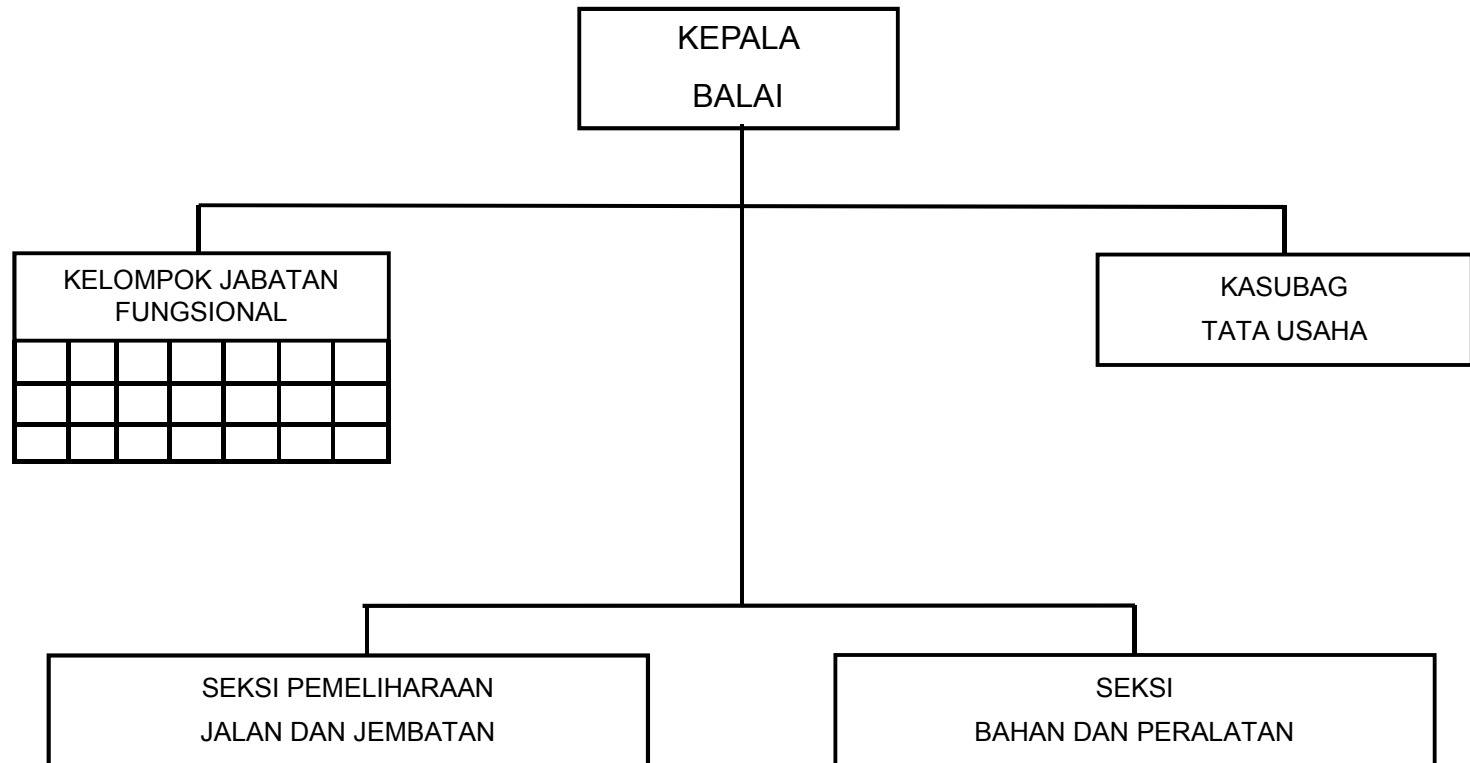 KEPALA
BALAI
KELOMPOK JABATAN
FUNGSIONAL
KASUBAG
TATA USAHA
SEKSI PEMELIHARAAN
JALAN DAN JEMBATAN
SEKSI
BAHAN DAN PERALATAN